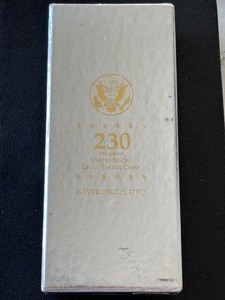 230
United States
Legal Tender Coins
NEVER CIRCULATED